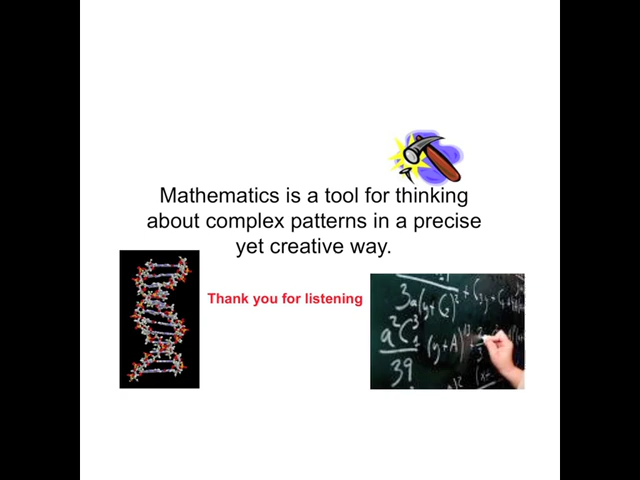 Mathematics is a tool for thinking
about complex patterns in a precise
yet creative way.
Thank you for listening